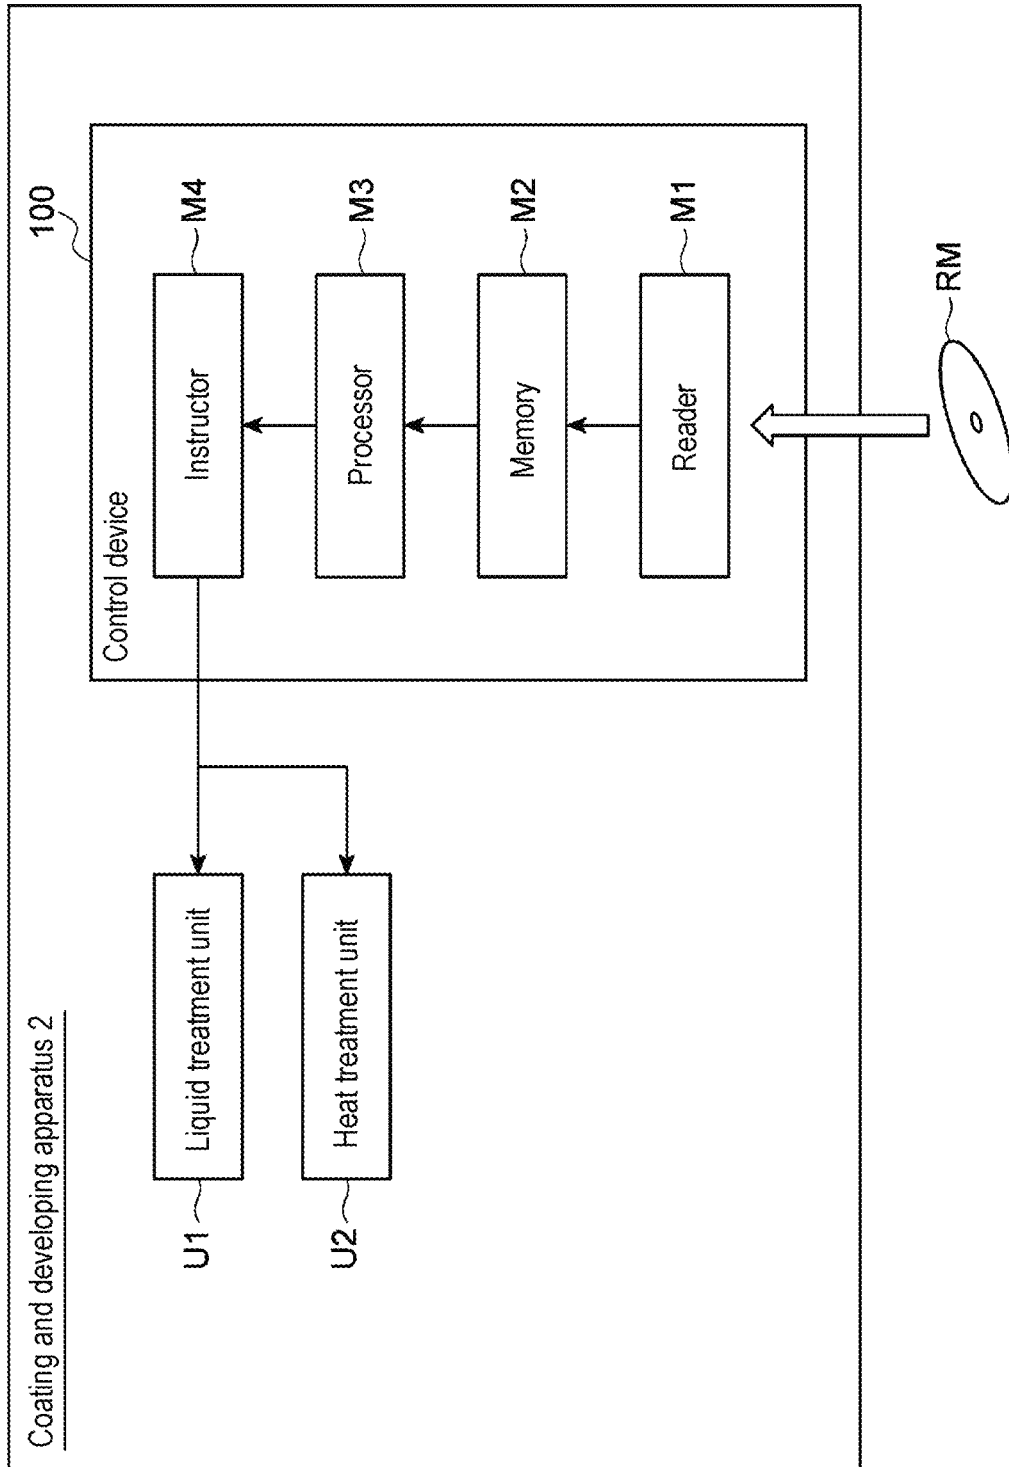 Coating and developing apparatus 2
100
Control device
U1
Liquid treatment unit
Instructor
M4
U2
Heat treatment unit
Processor
M3
Memory
M2
Reader
M1
RM